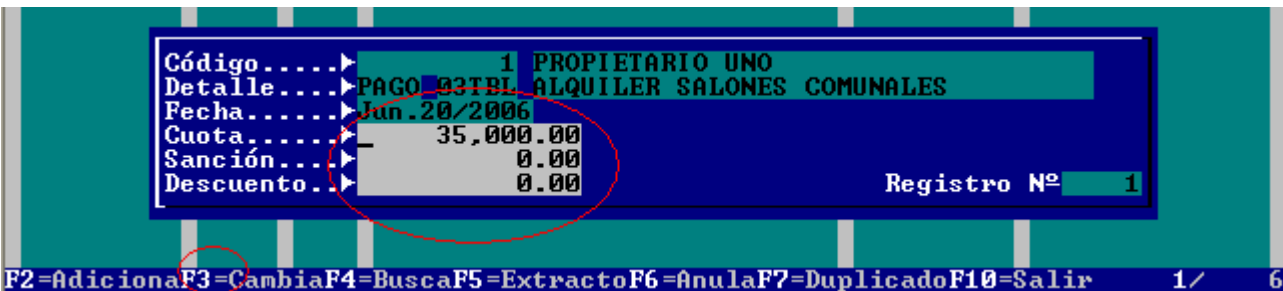 Código.....► 1 PROPIETARIO UNO
Detalle....►PAGO 03TBL ALQUILER SALONES COMUNALES
Fecha......►Jun.20/2006
Cuota......► 35,000.00
Sanción....► 0.00
Descuento..► 0.00 Registro Nº 1
F2=AdicionaF3=CambiaF4=BuscaF5=ExtractoF6=AnulaF7=DuplicadoF10=Salir 1/ 6